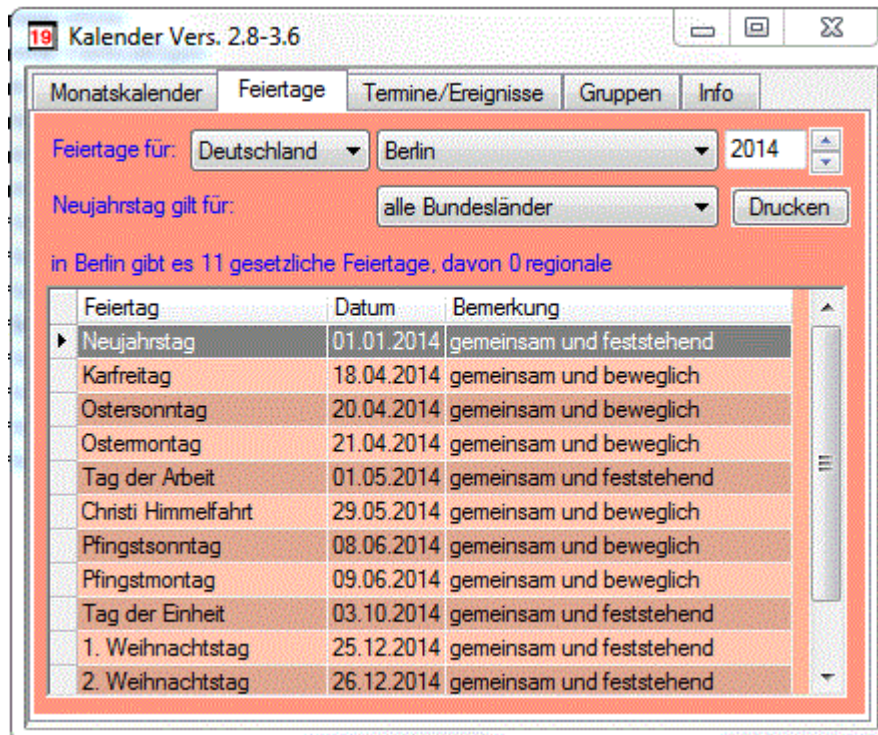 19 Kalender Vers. 2.8-3.6
Monatskalender Feiertage Termine/Ereignisse Gruppen Info
Feiertage für: Deutschland Berlin 2014
Neujahrstag gilt für: alle Bundesländer Drucken
in Berlin gibt es 11 gesetzliche Feiertage, davon 0 regionale
Feiertag Datum Bemerkung
Neujahrstag 01.01.2014 gemeinsam und feststehend
Karfreitag 18.04.2014 gemeinsam und beweglich
Ostersonntag 20.04.2014 gemeinsam und beweglich
Ostermontag 21.04.2014 gemeinsam und beweglich
Tag der Arbeit 01.05.2014 gemeinsam und feststehend
Christi Himmelfahrt 29.05.2014 gemeinsam und beweglich
Pfingstsonntag 08.06.2014 gemeinsam und beweglich
Pfingstmontag 09.06.2014 gemeinsam und beweglich
Tag der Einheit 03.10.2014 gemeinsam und feststehend
1. Weihnachtstag 25.12.2014 gemeinsam und feststehend
2. Weihnachtstag 26.12.2014 gemeinsam und feststehend